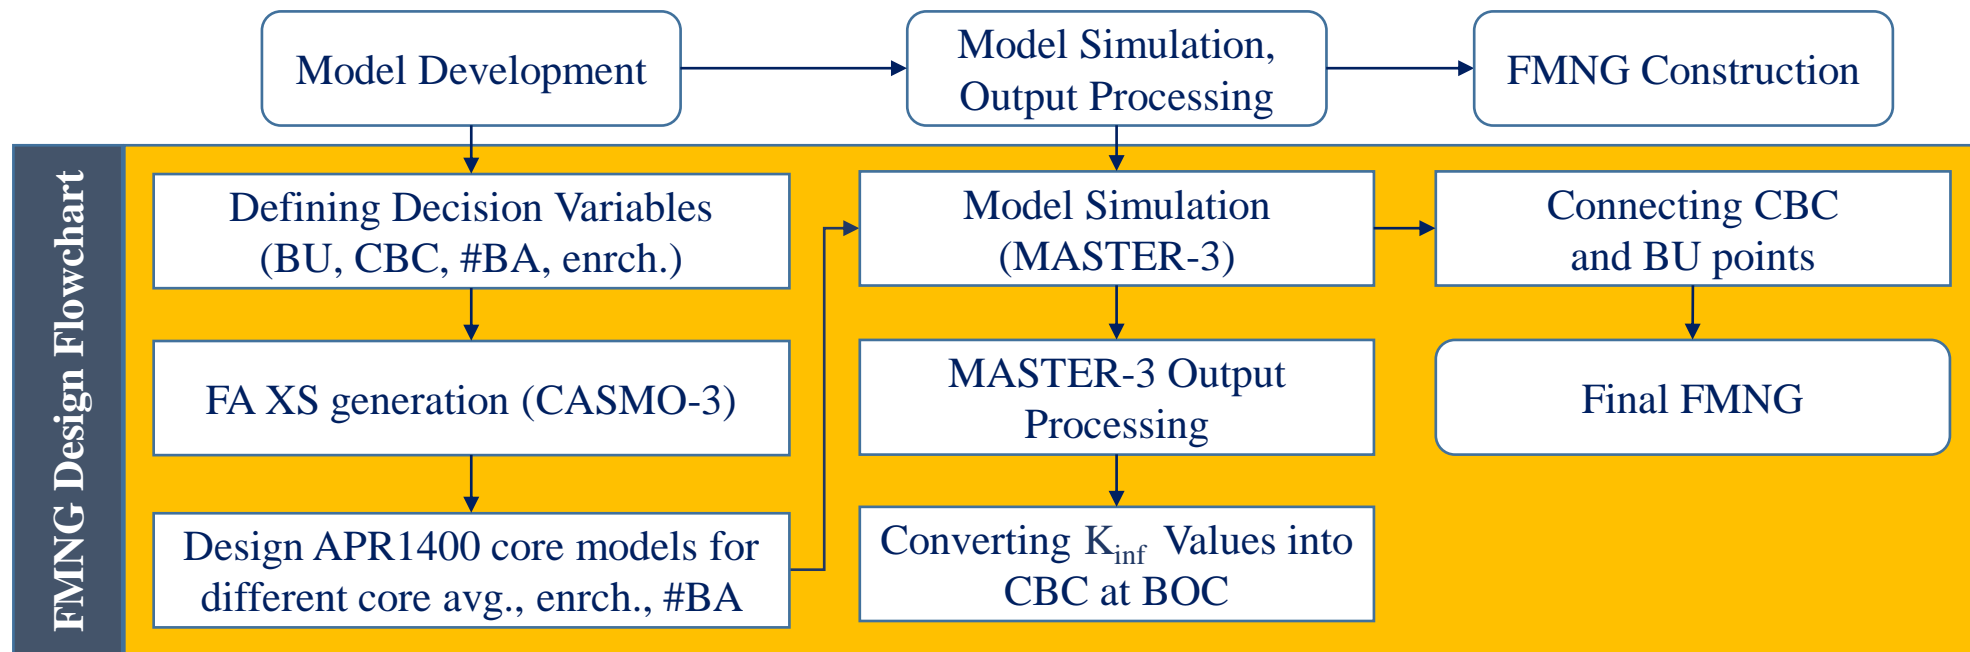 Model Development
Model Simulation,
Output Processing
FMNG Construction
FMNG Design Flowchart
Defining Decision Variables
(BU, CBC, #BA, enrch.)
FA XS generation (CASMO-3)
Design APR1400 core models for
different core avg., enrch., #BA
Model Simulation
(MASTER-3)
MASTER-3 Output
Processing
Converting K_inf Values into
CBC at BOC
Connecting CBC
and BU points
Final FMNG